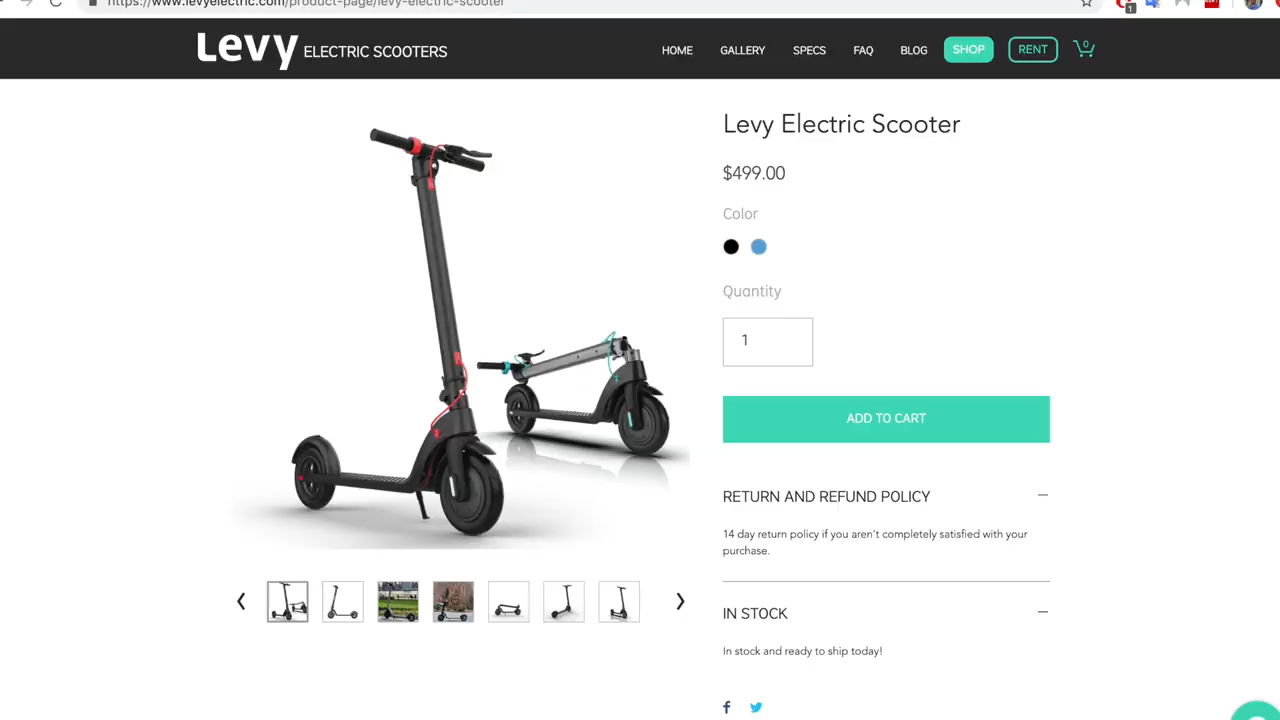 https://www.levyelectric.com/product-page/levy-electric-scooter
1
Levy ELECTRIC SCOOTERS
HOME
GALLERY
SPECS
FAQ
BLOG
SHOP
RENT
0
Levy Electric Scooter
$499.00
Color
Quantity
1
ADD TO CART
RETURN AND REFUND POLICY
14 day return policy if you aren't completely satisfied with your
purchase.
IN STOCK
In stock and ready to ship today!